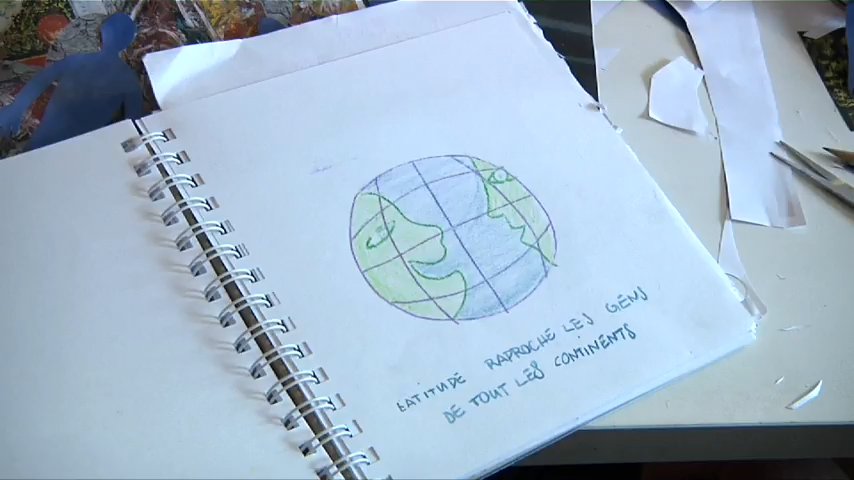 LATITUDE RAPROCHE LES GENS
DE TOUT LES CONTINENTS